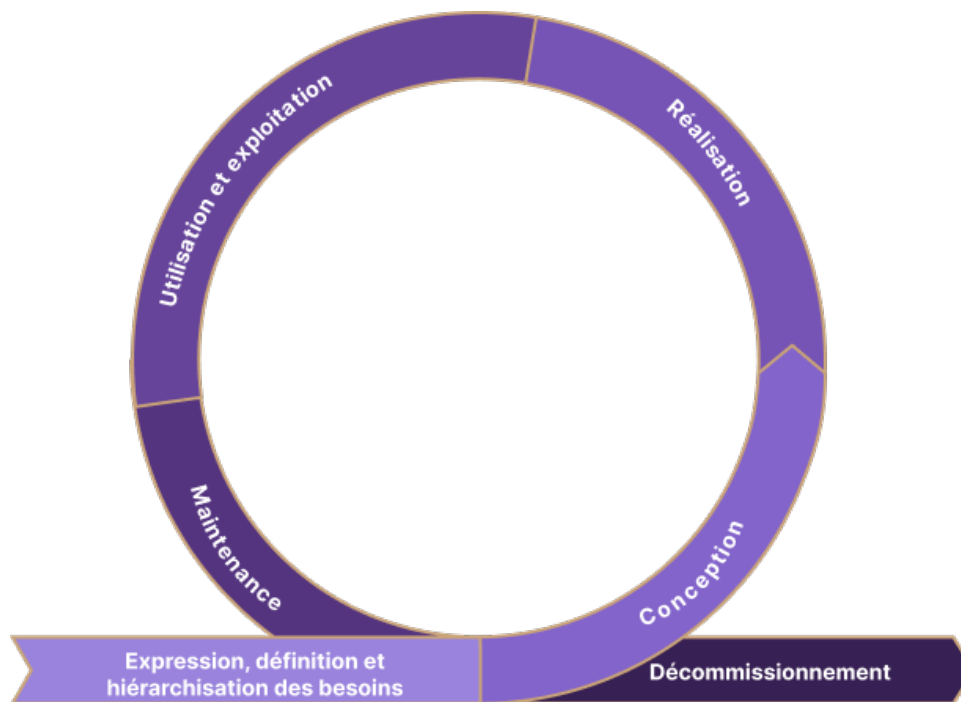 Utilisation et exploitation
Réalisation
Maintenance
Conception
Expression, définition et
hiérarchisation des besoins
Décommissionnement